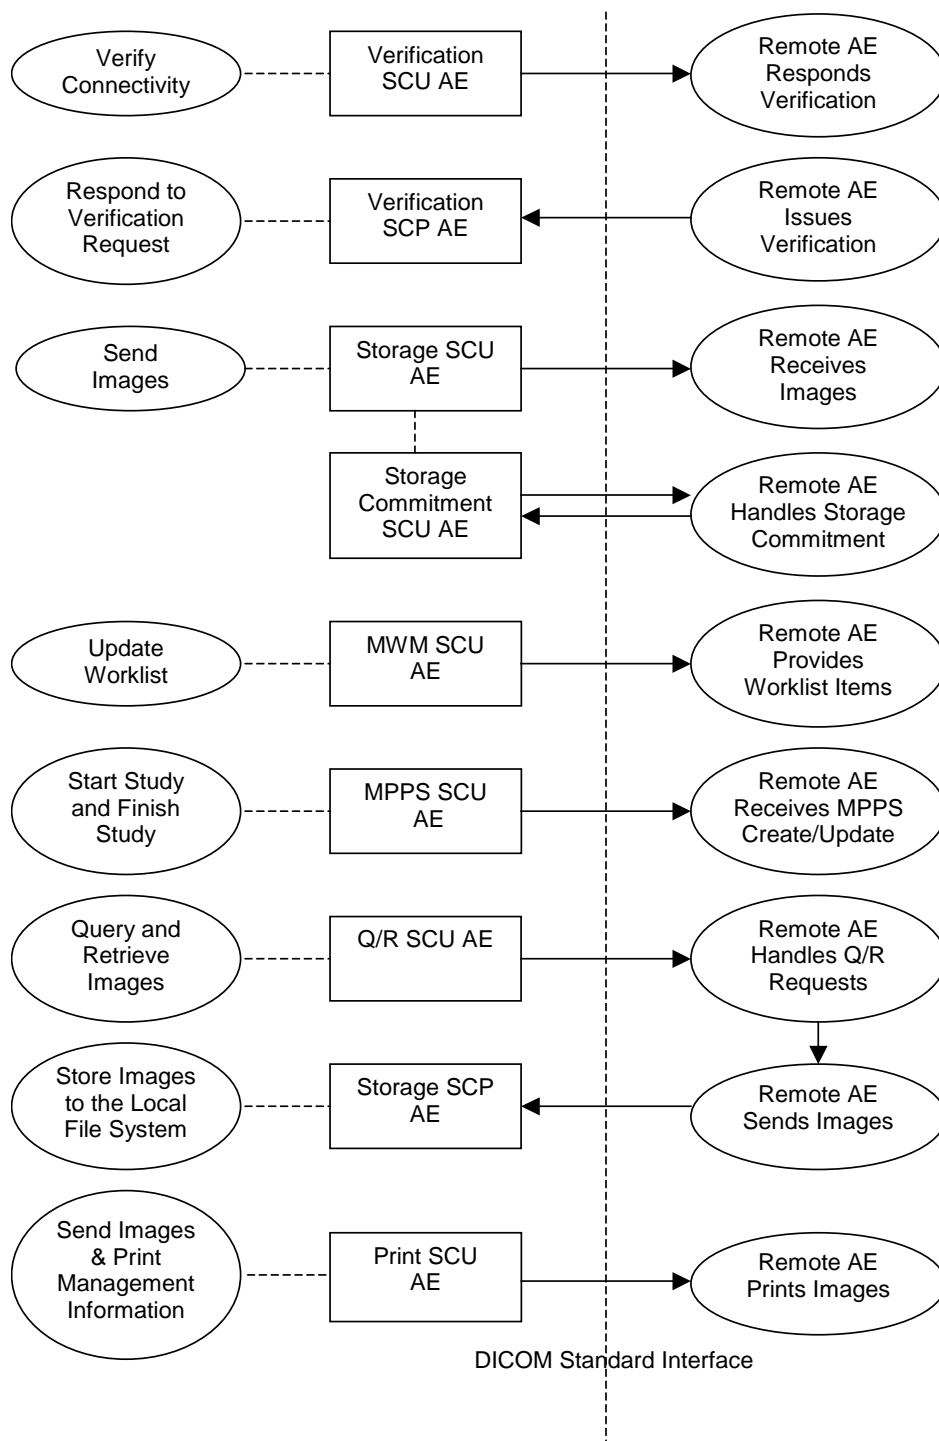 Verify
Connectivity
Verification
SCU AE
Remote AE
Responds
Verification
Respond to
Verification
Request
Verification
SCP AE
Remote AE
Issues
Verification
Send
Images
Storage SCU
AE
Remote AE
Receives
Images
Storage
Commitment
SCU AE
Remote AE
Handles Storage
Commitment
Update
Worklist
MWM SCU
AE
Remote AE
Provides
Worklist Items
Start Study
and Finish
Study
MPPS SCU
AE
Remote AE
Receives MPPS
Create/Update
Query and
Retrieve
Images
Q/R SCU AE
Remote AE
Handles Q/R
Requests
Store Images
to the Local
File System
Storage SCP
AE
Remote AE
Sends Images
Send Images
& Print
Management
Information
Print SCU
AE
Remote AE
Prints Images
DICOM Standard Interface